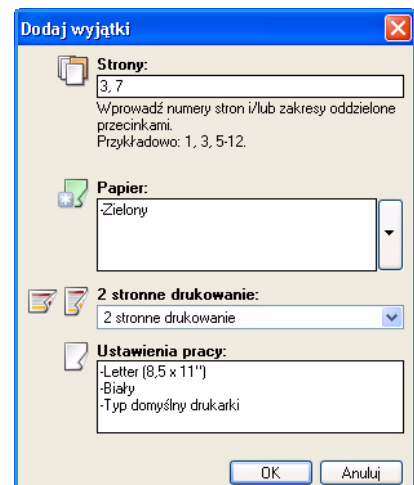 Dodaj wyjątki
Strony:
3, 7
Wprowadź numery stron i/lub zakresy oddzielone
przecinkami.
Przykładowo: 1, 3, 5-12.
Papier:
-Zielony
2 stronne drukowanie:
2 stronne drukowanie
Ustawienia pracy:
-Letter (8,5 x 11")
-Biały
-Typ domyślny drukarki
OK Anuluj